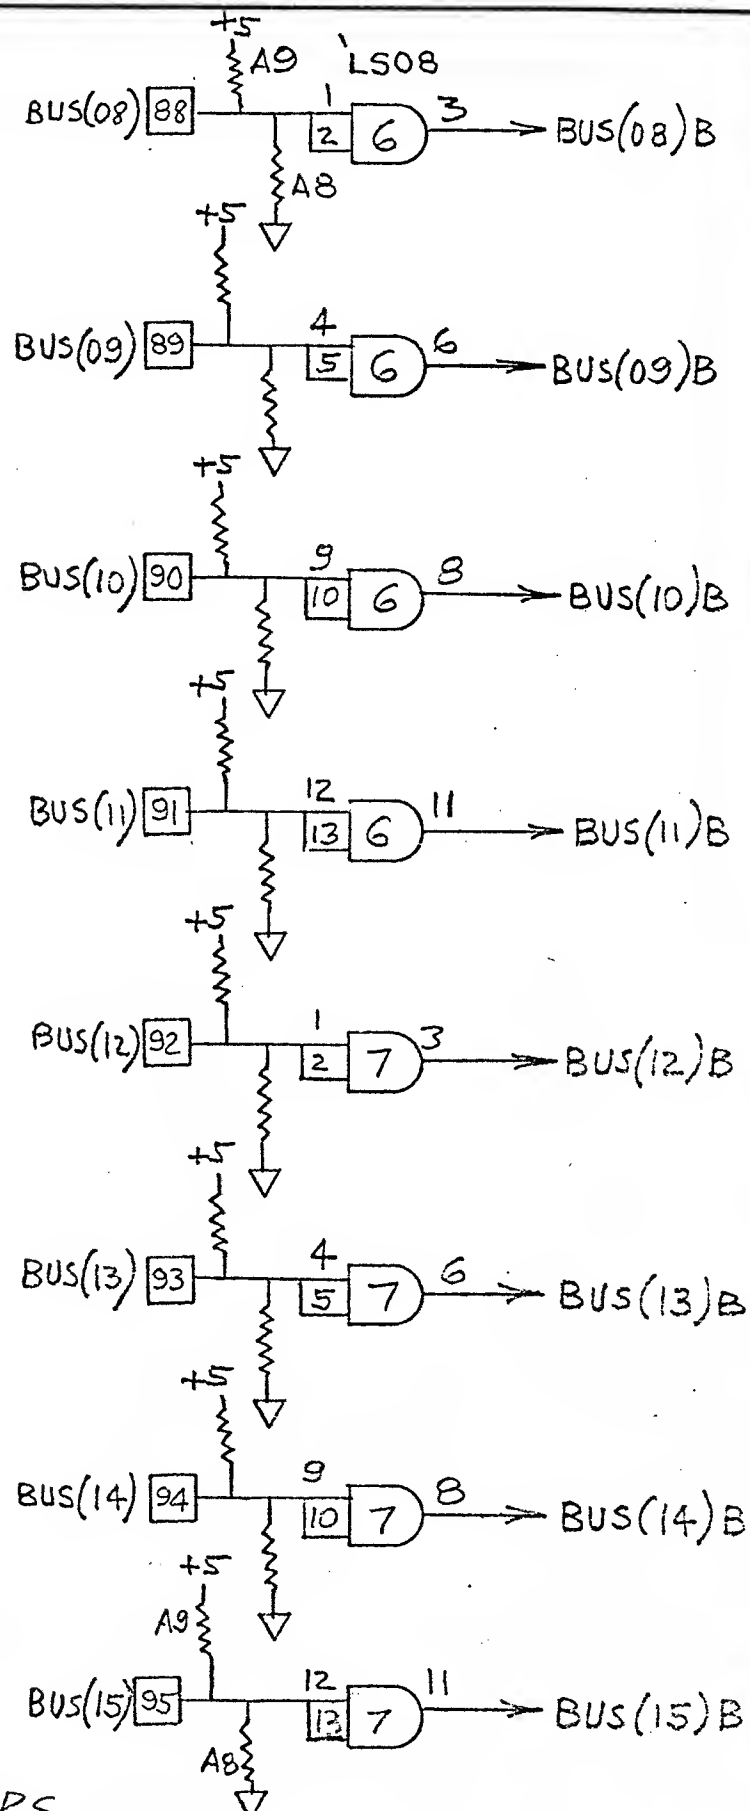 +5
A9 'LS08
BUS(08) 88 1 3 BUS(08)B
2 6
A8
+5
BUS(09) 89 4 6 BUS(09)B
5 6
+5
BUS(10) 90 9 8 BUS(10)B
10 6
+5
BUS(11) 91 12 11 BUS(11)B
13 6
+5
BUS(12) 92 1 3 BUS(12)B
2 7
+5
BUS(13) 93 4 6 BUS(13)B
5 7
+5
BUS(14) 94 9 8 BUS(14)B
10 7
+5
A9
BUS(15) 95 12 11 BUS(15)B
13 7
A8